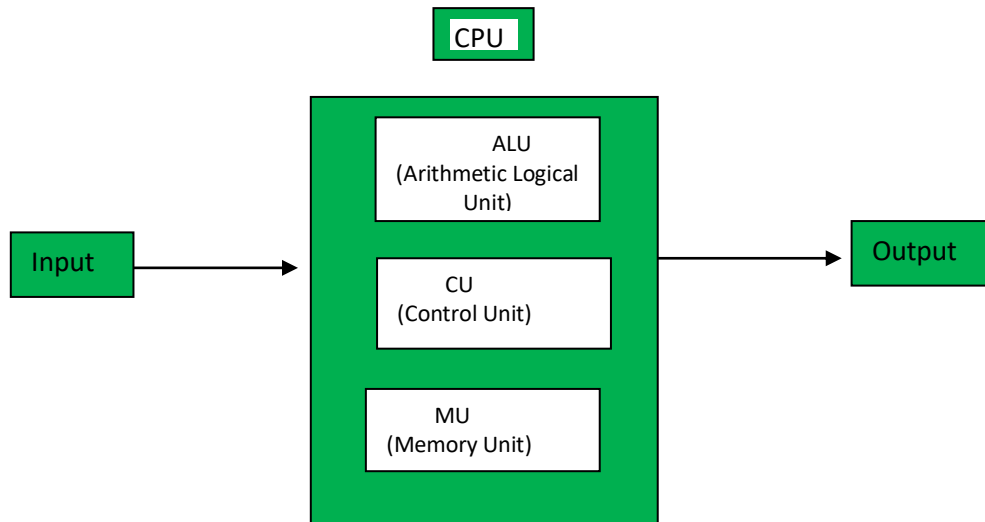 CPU
ALU
(Arithmetic Logical
Unit)
Input
Output
CU
(Control Unit)
MU
(Memory Unit)